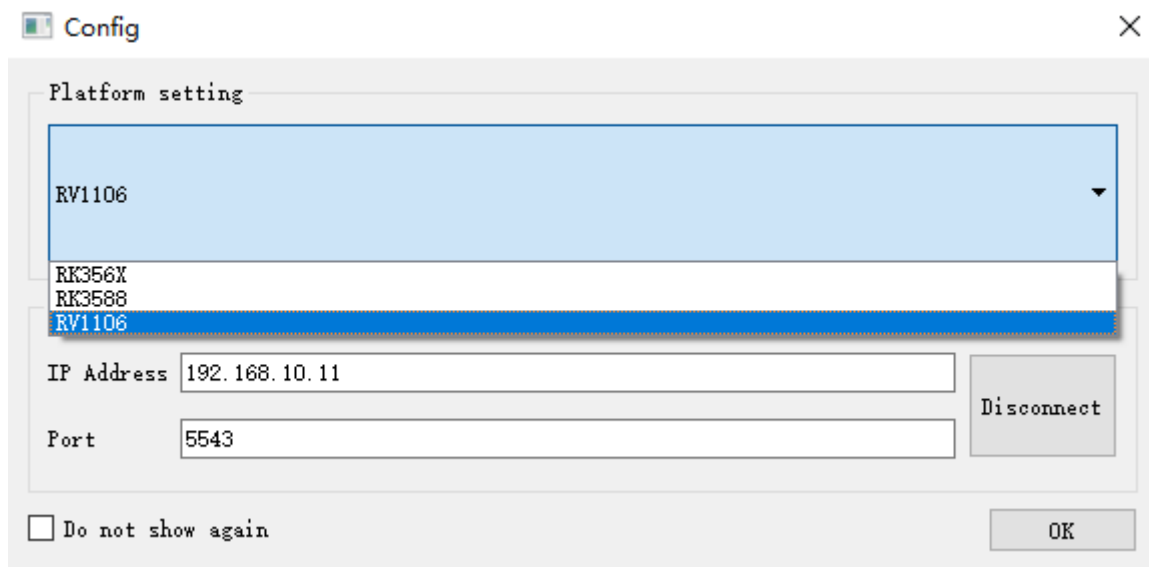 Config
Platform setting
RV1106
RK356X
RK3588
RV1106
IP Address 192.168.10.11
Disconnect
Port 5543
Do not show again
OK